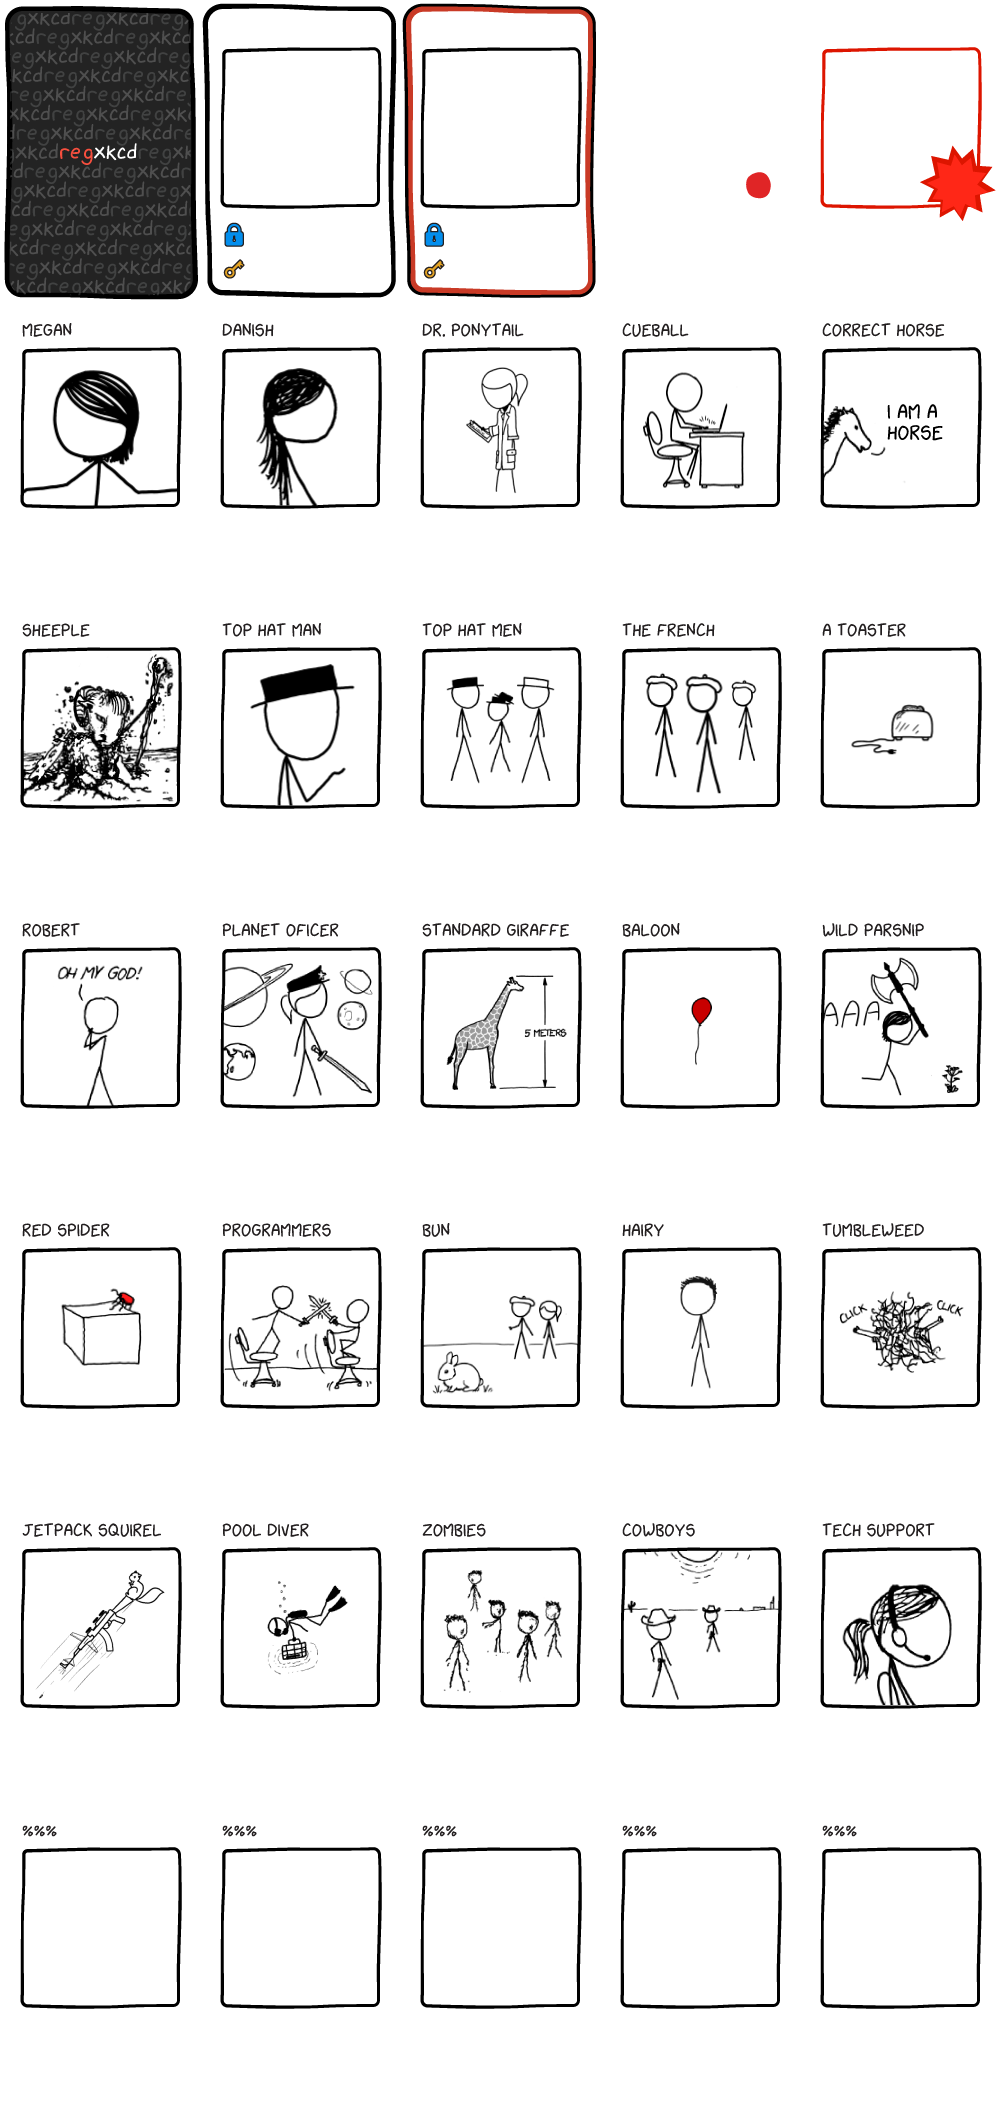 regxkcd
MEGAN
DANISH
DR. PONYTAIL
CUEBALL
CORRECT HORSE
I AM A
HORSE
SHEEPLE
TOP HAT MAN
TOP HAT MEN
THE FRENCH
A TOASTER
ROBERT
PLANET OFICER
STANDARD GIRAFFE
BALOON
WILD PARSNIP
OH MY GOD!
5 METERS
AAA
RED SPIDER
PROGRAMMERS
BUN
HAIRY
TUMBLEWEED
CLICK
CLICK
JETPACK SQUIREL
POOL DIVER
ZOMBIES
COWBOYS
TECH SUPPORT
%%%
%%%
%%%
%%%
%%%